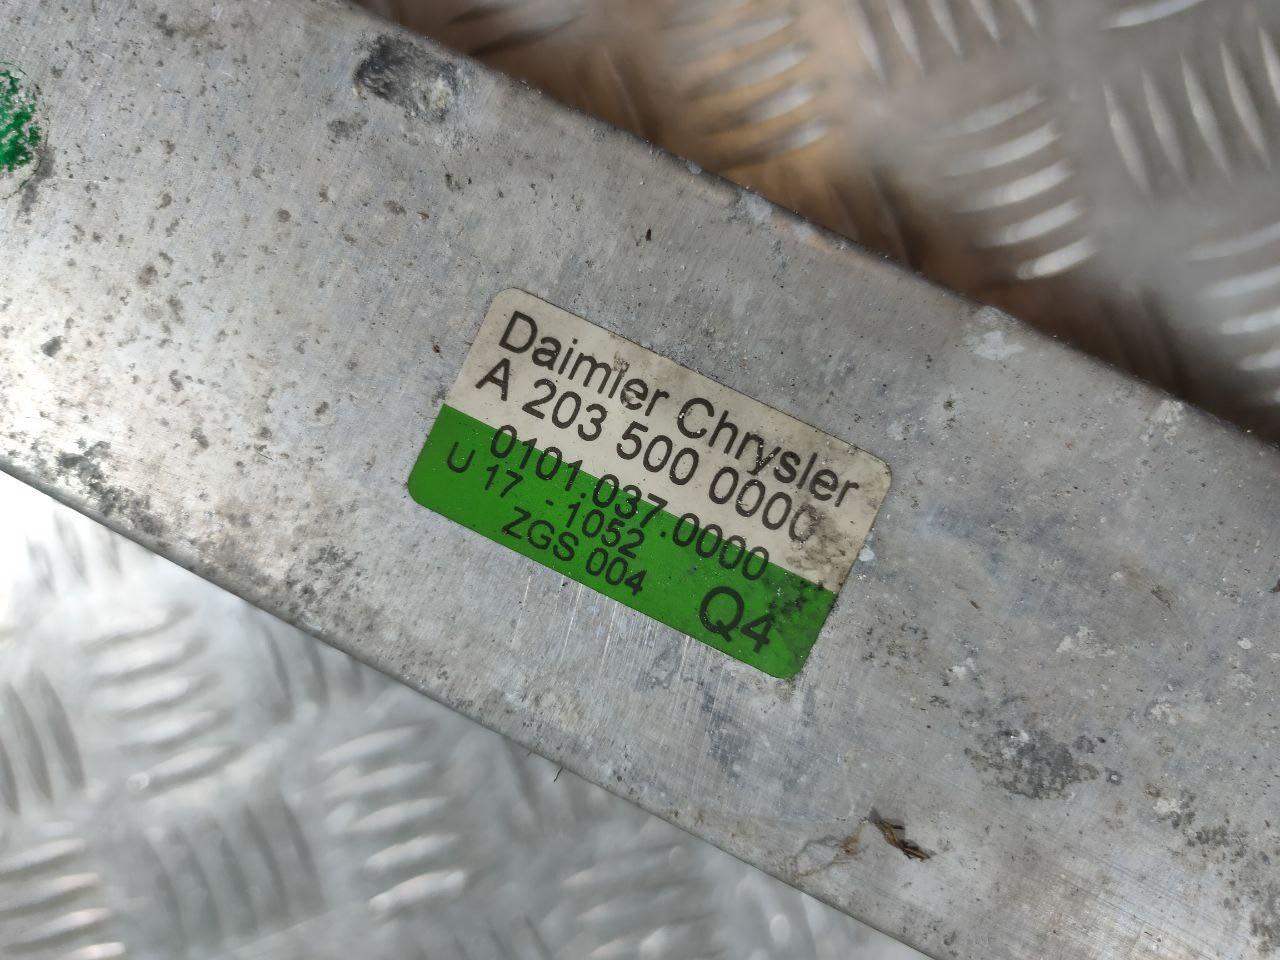 Daimler Chrysler
A 203 500 0000
0101.037.0000
U 17 - 1052
ZGS 004
Q4